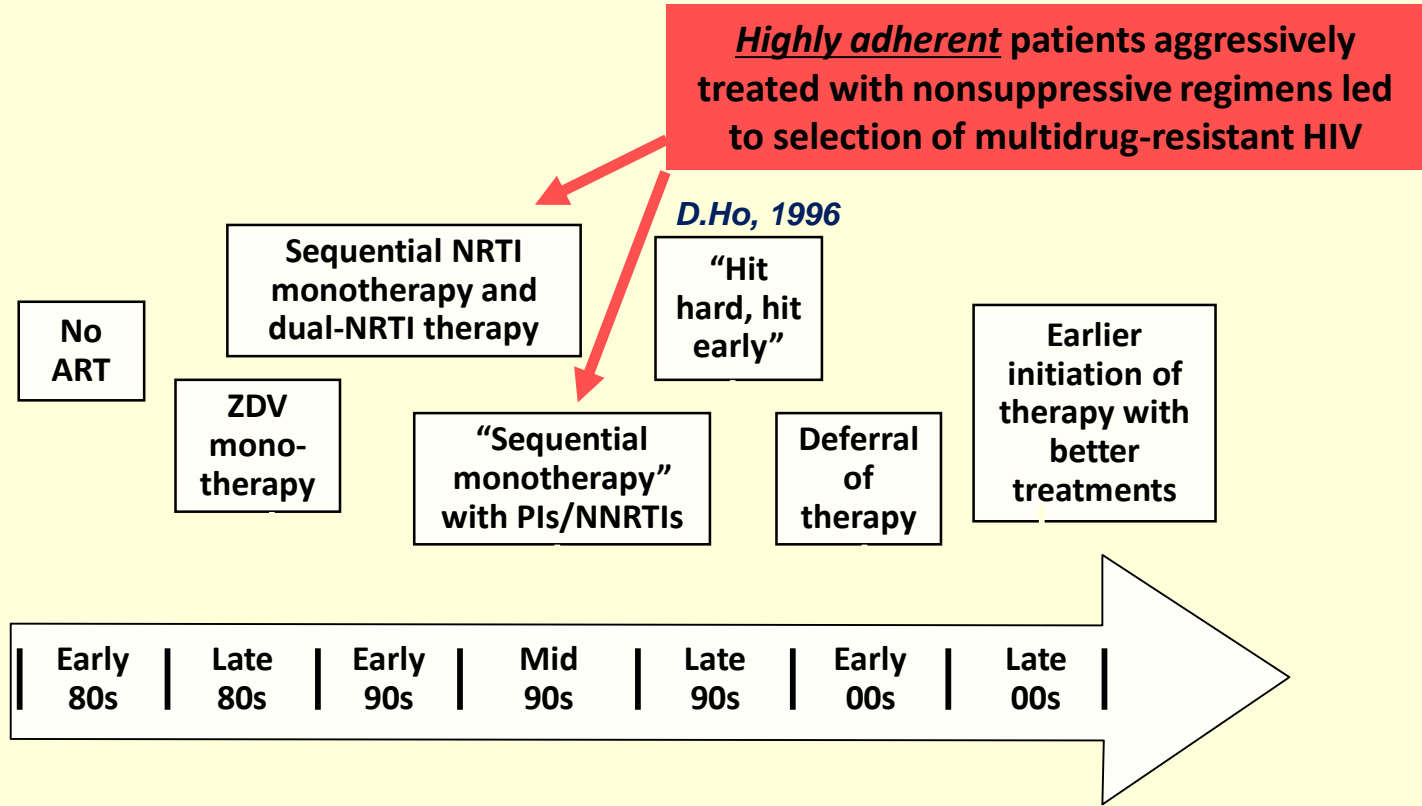 Highly adherent patients aggressively
treated with nonsuppressive regimens led
to selection of multidrug-resistant HIV
D.Ho, 1996
Sequential NRTI
monotherapy and
dual-NRTI therapy
“Hit
hard, hit
early”
No
ART
Earlier
initiation of
therapy with
better
treatments
ZDV
mono-
therapy
“Sequential
monotherapy”
with PIs/NNRTIs
Deferral
of
therapy
Early
80s
Late
80s
Early
90s
Mid
90s
Late
90s
Early
00s
Late
00s